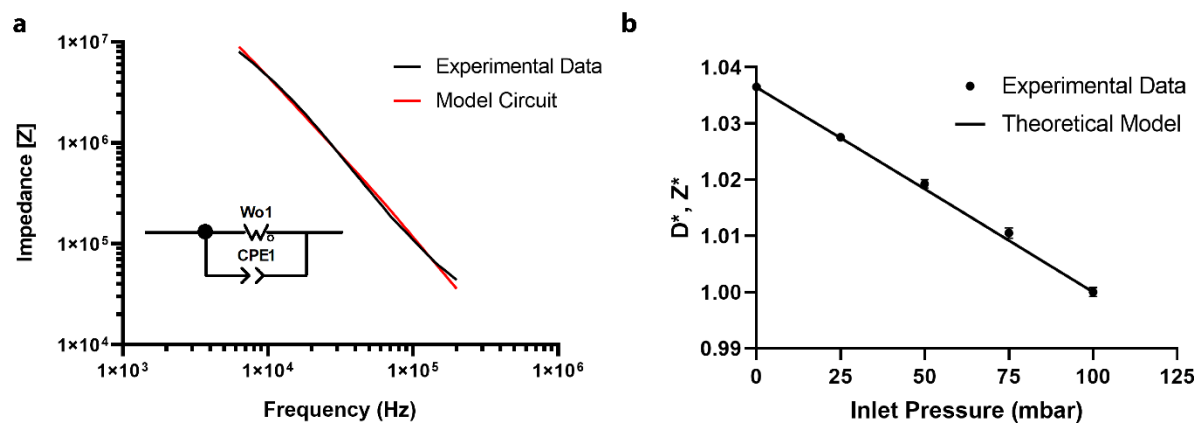 a
1×10⁷
1×10⁶
1×10⁵
1×10⁴
Impedance [Z]
Experimental Data
Model Circuit
Wo1
CPE1
1×10³
1×10⁴
1×10⁵
1×10⁶
Frequency (Hz)
b
1.04
1.03
1.02
1.01
1.00
0.99
D*, Z*
Experimental Data
Theoretical Model
0
25
50
75
100
125
Inlet Pressure (mbar)